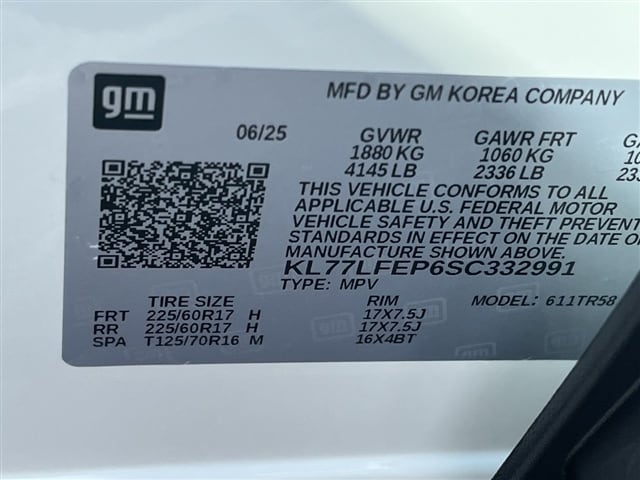 gm
MFD BY GM KOREA COMPANY
06/25 GVWR GAWR FRT
1880 KG 1060 KG
4145 LB 2336 LB
THIS VEHICLE CONFORMS TO ALL
APPLICABLE U.S. FEDERAL MOTOR
VEHICLE SAFETY AND THEFT PREVENT
STANDARDS IN EFFECT ON THE DATE O
MANUFACTURE SHOWN ABOVE.
KL77LFEP6SC332991
TYPE: MPV
TIRE SIZE RIM MODEL: 611TR58
FRT 225/60R17 H 17X7.5J
RR 225/60R17 H 17X7.5J
SPA T125/70R16 M 16X4BT